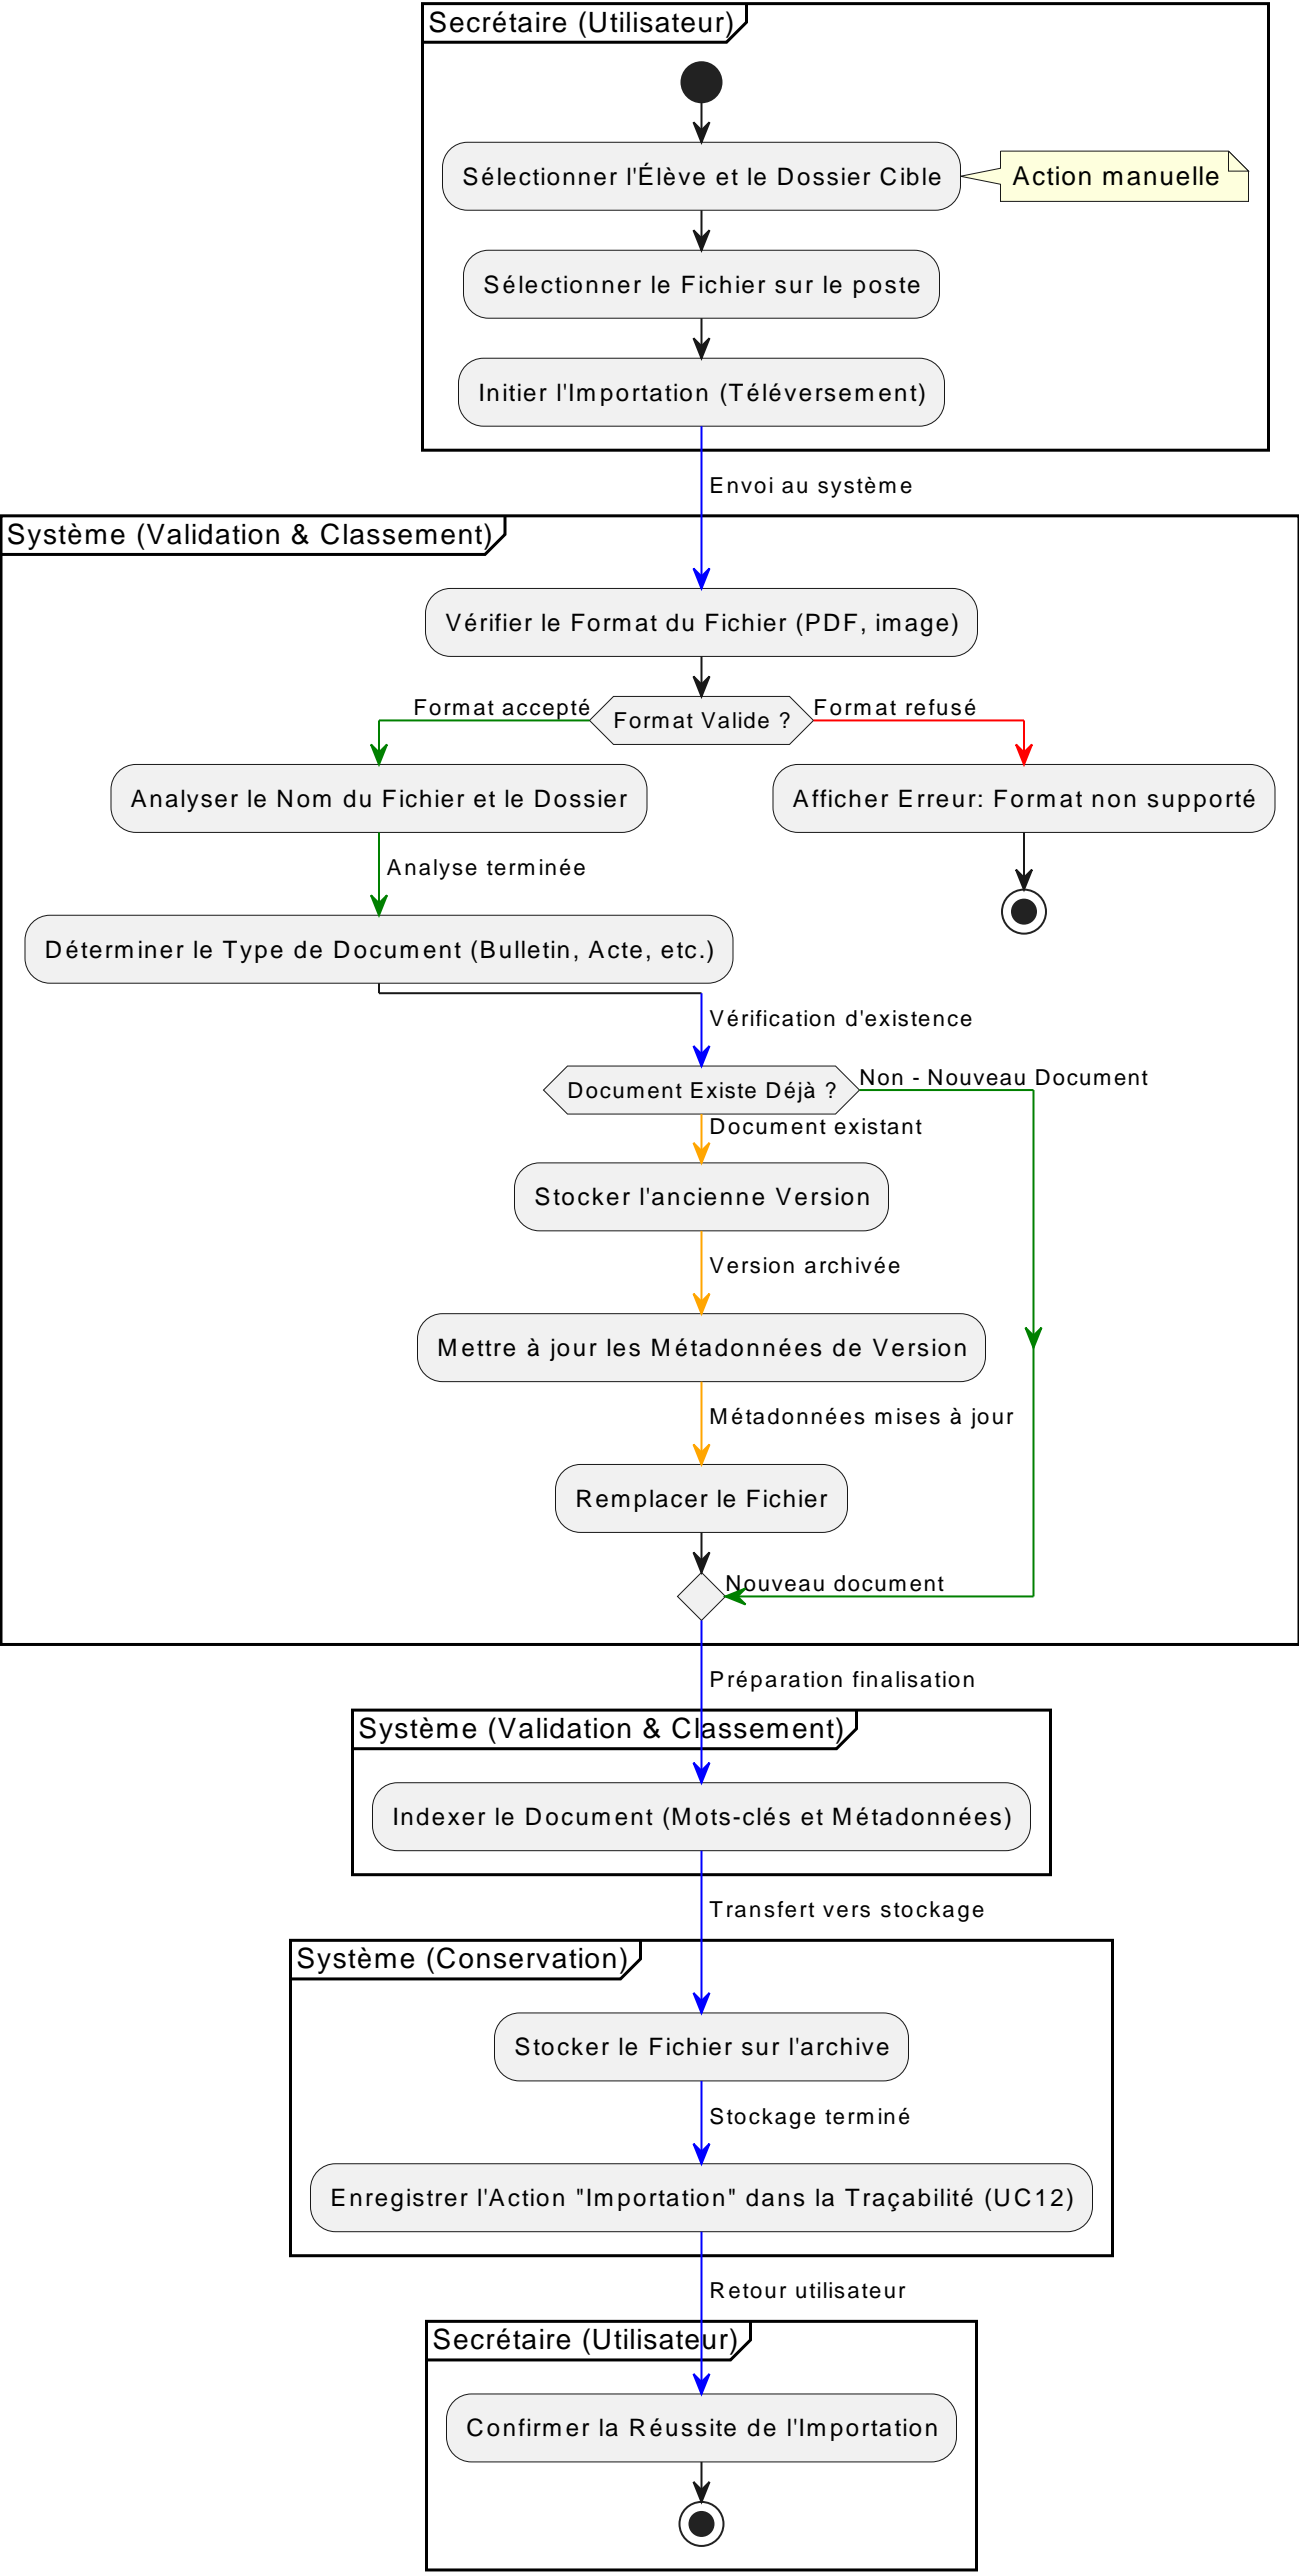 Secrétaire (Utilisateur)
Sélectionner l'Élève et le Dossier Cible
Action manuelle
Sélectionner le Fichier sur le poste
Initier l'Importation (Téléversement)
Envoi au système
Système (Validation & Classement)
Vérifier le Format du Fichier (PDF, image)
Format accepté
Format Valide ?
Format refusé
Analyser le Nom du Fichier et le Dossier
Afficher Erreur: Format non supporté
Analyse terminée
Déterminer le Type de Document (Bulletin, Acte, etc.)
Vérification d'existence
Document Existe Déjà ?
Non - Nouveau Document
Document existant
Stocker l'ancienne Version
Version archivée
Mettre à jour les Métadonnées de Version
Métadonnées mises à jour
Remplacer le Fichier
Nouveau document
Préparation finalisation
Système (Validation & Classement)
Indexer le Document (Mots-clés et Métadonnées)
Transfert vers stockage
Système (Conservation)
Stocker le Fichier sur l'archive
Stockage terminé
Enregistrer l'Action "Importation" dans la Traçabilité (UC12)
Retour utilisateur
Secrétaire (Utilisateur)
Confirmer la Réussite de l'Importation